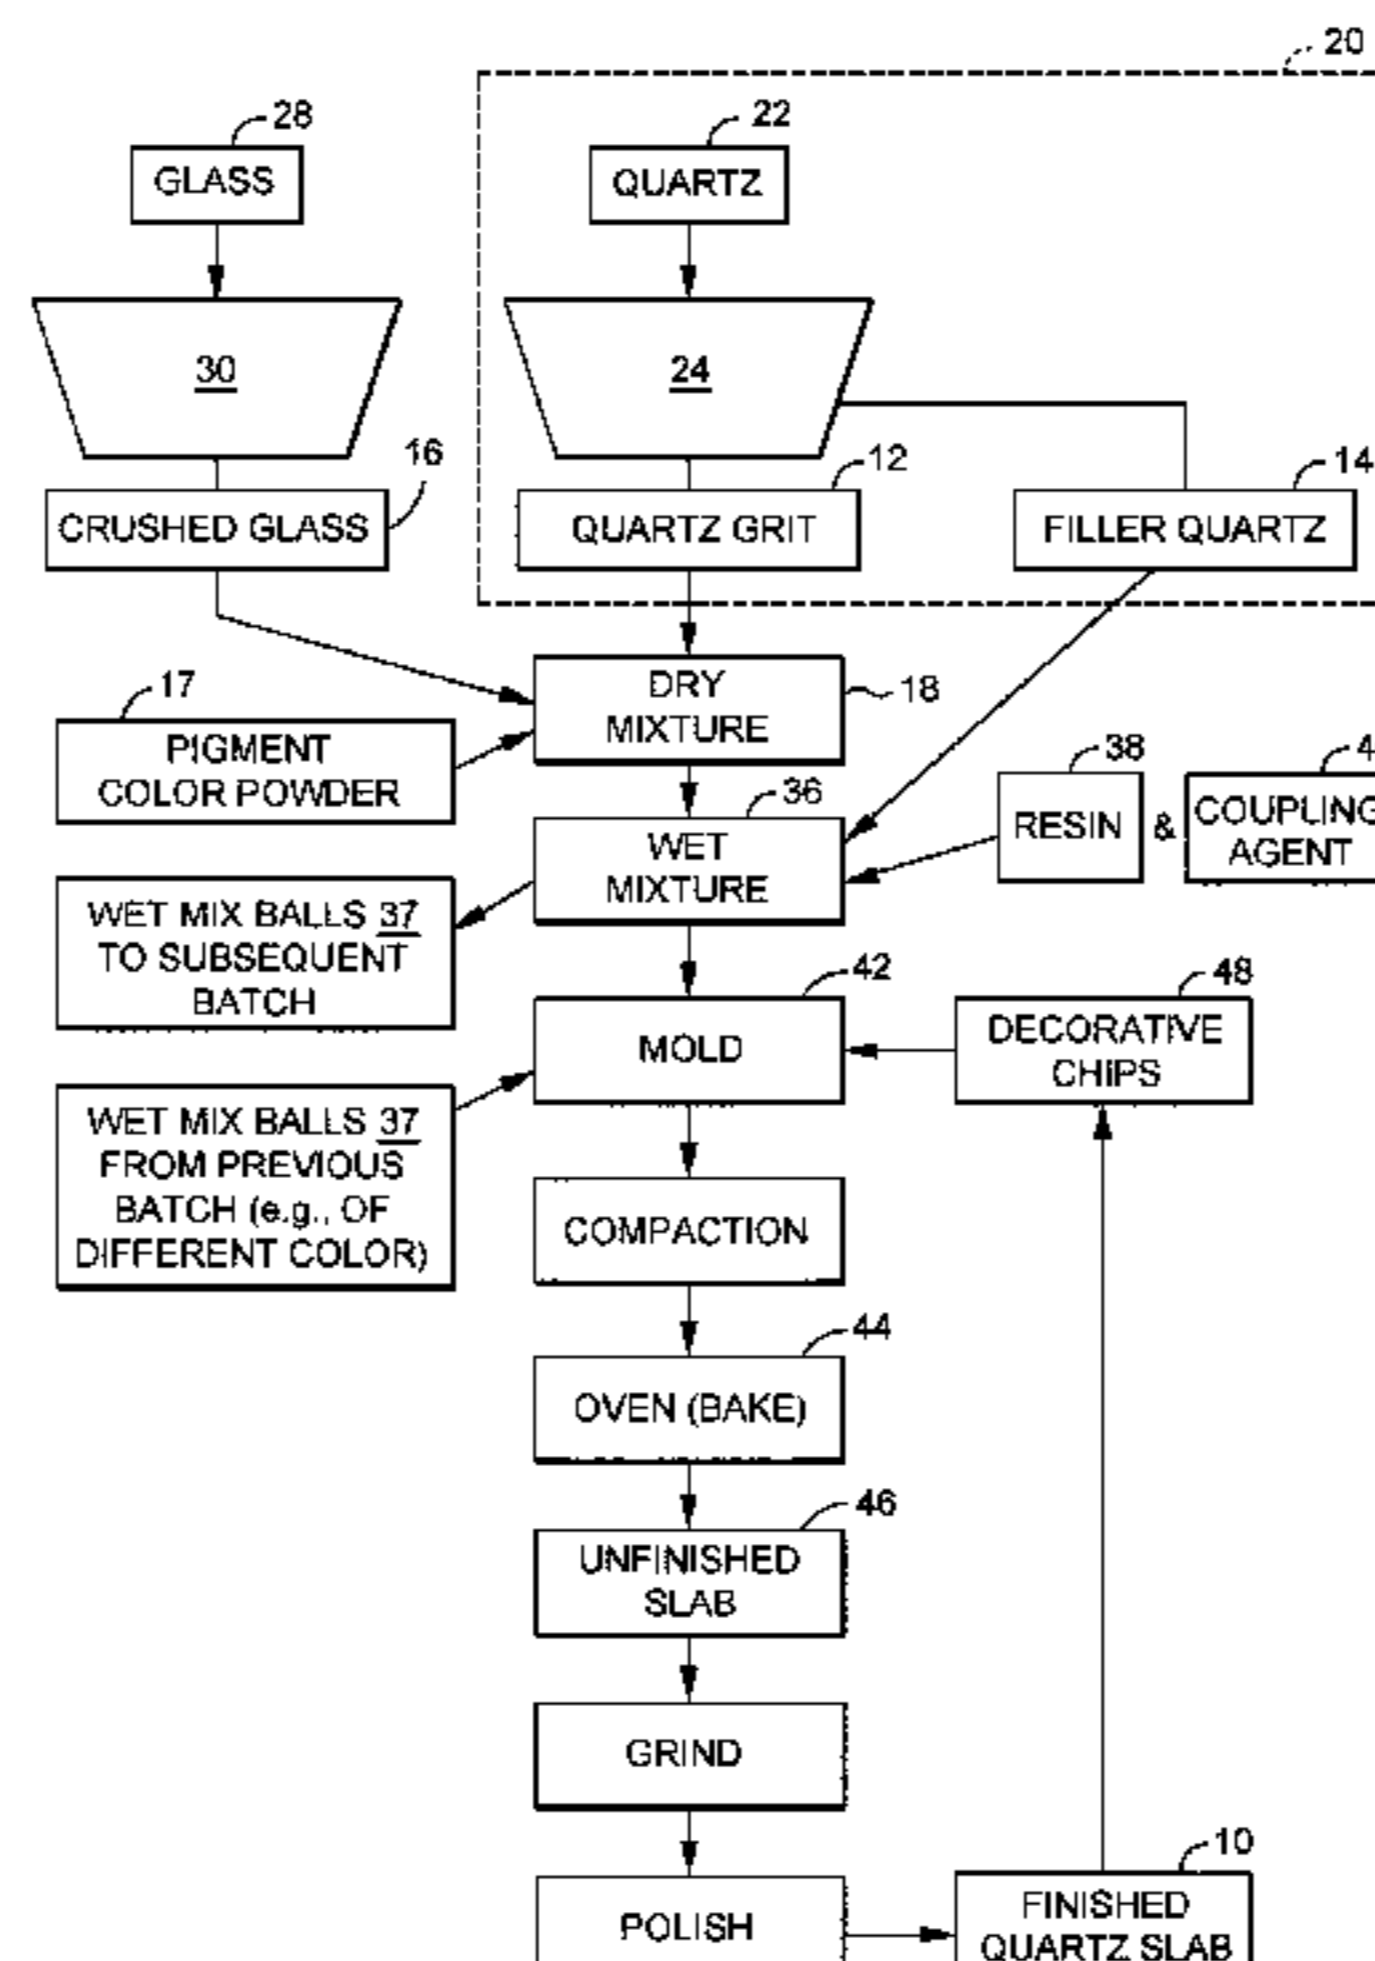 20
28
22
GLASS
QUARTZ
30
24
16
12
14
CRUSHED GLASS
QUARTZ GRIT
FILLER QUARTZ
17
DRY
MIXTURE
18
PIGMENT
COLOR POWDER
36
38
WET
MIXTURE
RESIN
&
COUPLING
AGENT
WET MIX BALLS 37
TO SUBSEQUENT
BATCH
42
48
MOLD
DECORATIVE
CHIPS
WET MIX BALLS 37
FROM PREVIOUS
BATCH (e.g., OF
DIFFERENT COLOR)
COMPACTION
44
OVEN (BAKE)
46
UNFINISHED
SLAB
GRIND
10
POLISH
FINISHED
QUARTZ SLAB